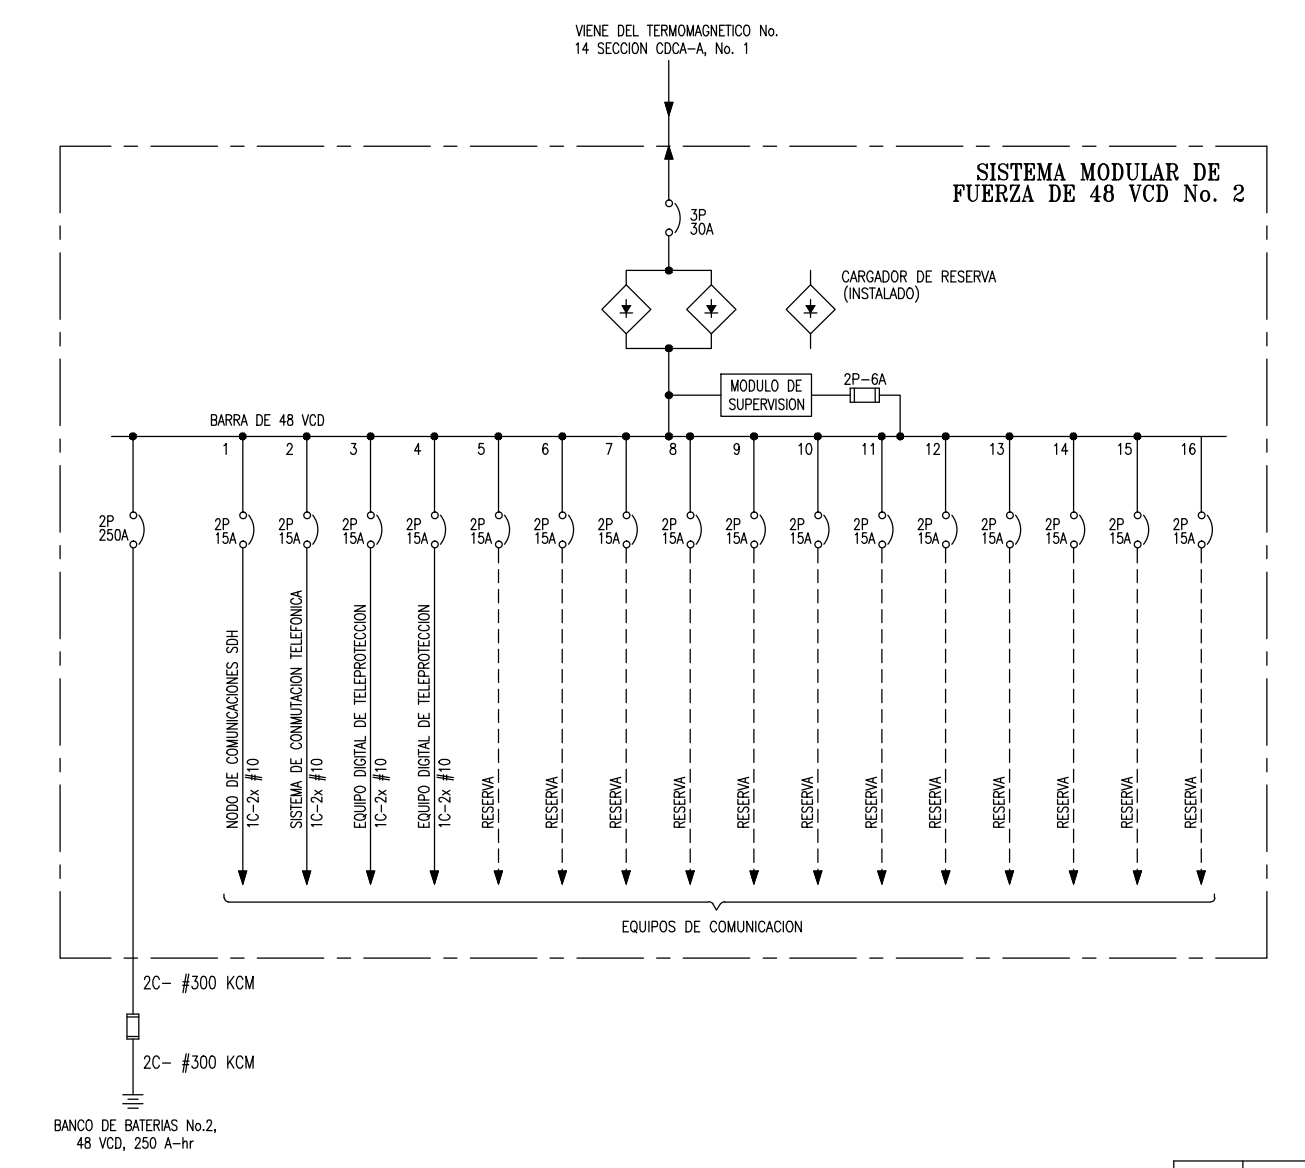 VIENE DEL TERMOMAGNETICO No.
14 SECCION CDCA-A, No. 1
SISTEMA MODULAR DE
FUERZA DE 48 VCD No. 2
3P
30A
CARGADOR DE RESERVA
(INSTALADO)
MODULO DE
SUPERVISION
2P-6A
BARRA DE 48 VCD
1 2 3 4 5 6 7 8 9 10 11 12 13 14 15 16
2P
250A
2P
15A
2P
15A
2P
15A
2P
15A
2P
15A
2P
15A
2P
15A
2P
15A
2P
15A
2P
15A
2P
15A
2P
15A
2P
15A
2P
15A
2P
15A
2P
15A
NODO DE COMUNICACIONES SDH
1C-2x #10
SISTEMA DE CONMUTACION TELEFONICA
1C-2x #10
EQUIPO DIGITAL DE TELEPROTECCION
1C-2x #10
EQUIPO DIGITAL DE TELEPROTECCION
1C-2x #10
RESERVA
RESERVA
RESERVA
RESERVA
RESERVA
RESERVA
RESERVA
RESERVA
RESERVA
RESERVA
RESERVA
RESERVA
EQUIPOS DE COMUNICACION
2C- #300 KCM
2C- #300 KCM
BANCO DE BATERIAS No.2,
48 VCD, 250 A-hr